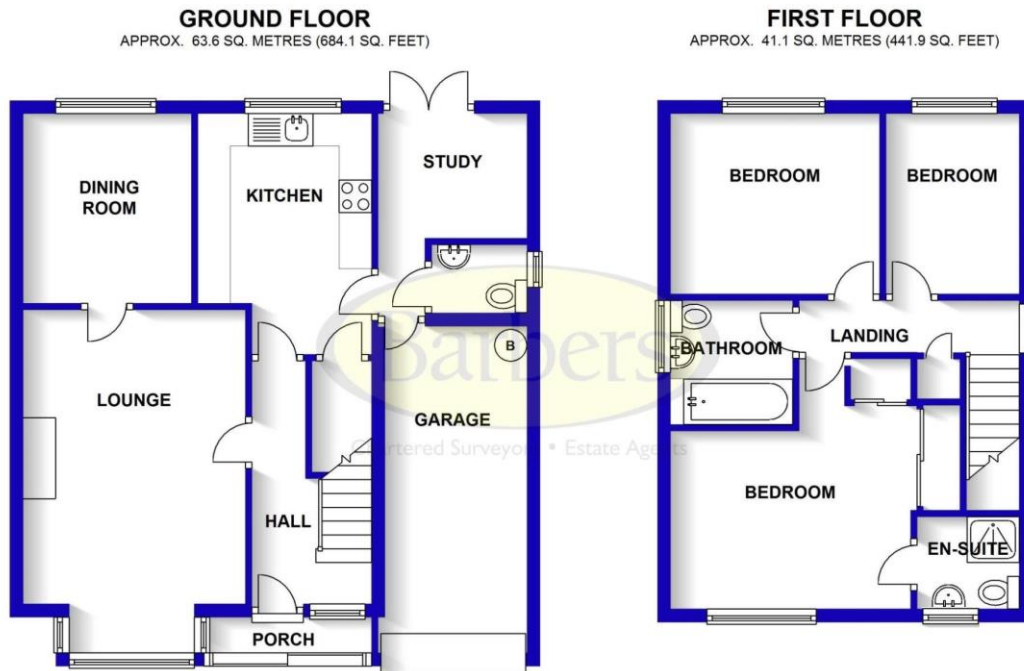 GROUND FLOOR
APPROX. 63.6 SQ. METRES (684.1 SQ. FEET)
DINING
ROOM
KITCHEN
STUDY
LOUNGE
B
GARAGE
HALL
PORCH
FIRST FLOOR
APPROX. 41.1 SQ. METRES (441.9 SQ. FEET)
BEDROOM
BEDROOM
LANDING
BATHROOM
BEDROOM
EN-SUITE
Barbers
Chartered Surveyors • Estate Agents